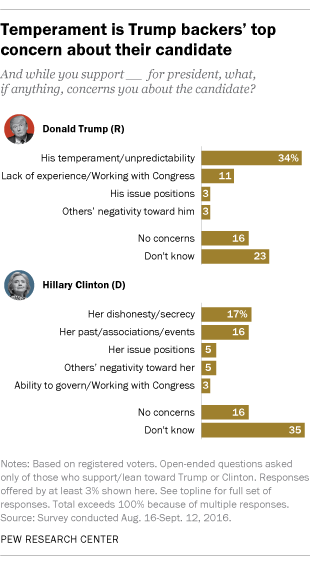 Temperament is Trump backers' top
concern about their candidate
And while you support __ for president, what,
if anything, concerns you about the candidate?
Donald Trump (R)
His temperament/unpredictability 34%
Lack of experience/Working with Congress 11
His issue positions 3
Others' negativity toward him 3
No concerns 16
Don't know 23
Hillary Clinton (D)
Her dishonesty/secrecy 17%
Her past/associations/events 16
Her issue positions 5
Others' negativity toward her 5
Ability to govern/Working with Congress 3
No concerns 16
Don't know 35
Notes: Based on registered voters. Open-ended questions asked
only of those who support/lean toward Trump or Clinton. Responses
offered by at least 3% shown here. See topline for full set of
responses. Total exceeds 100% because of multiple responses.
Source: Survey conducted Aug. 16-Sept. 12, 2016.
PEW RESEARCH CENTER